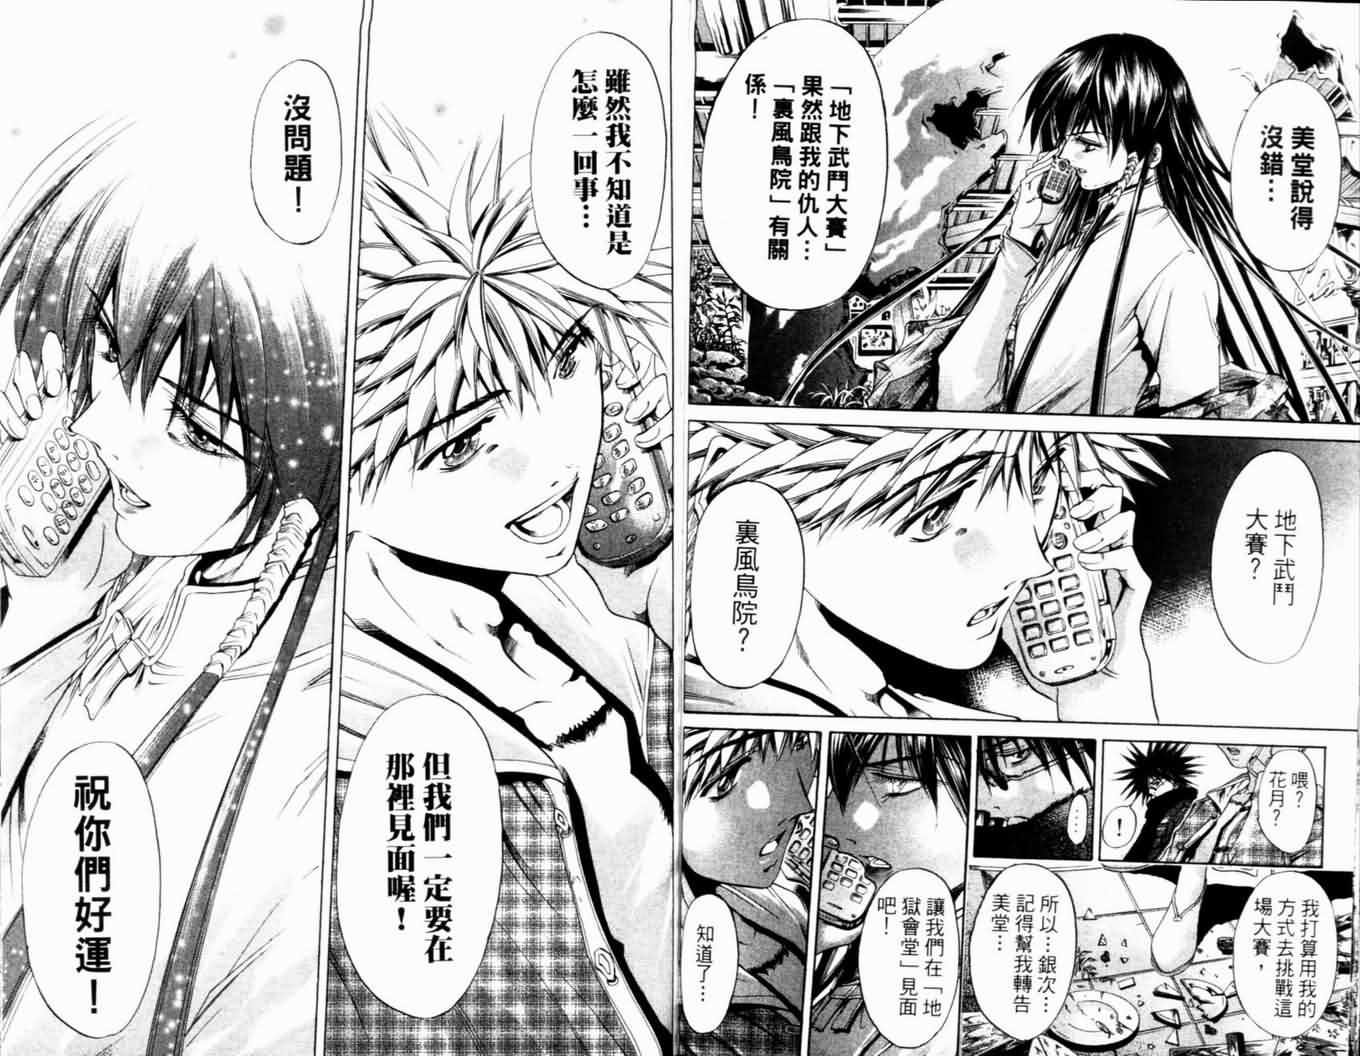 美堂說得
沒錯…
「地下武鬥大賽」
果然跟我的仇人…
「裏風鳥院」有關
係！
地下武鬥
大賽？
裏風鳥院？
喂？
花月？
！
……
我打算用我的
方式去挑戰這
場大賽，
所以…銀次…
記得幫我轉告
美堂…
讓我們在「地
獄會堂」見面
吧！
知道了…
雖然我不知道是
怎麼一回事…
但我們一定要在
那裡見面喔！
沒問題！
祝你們好運！